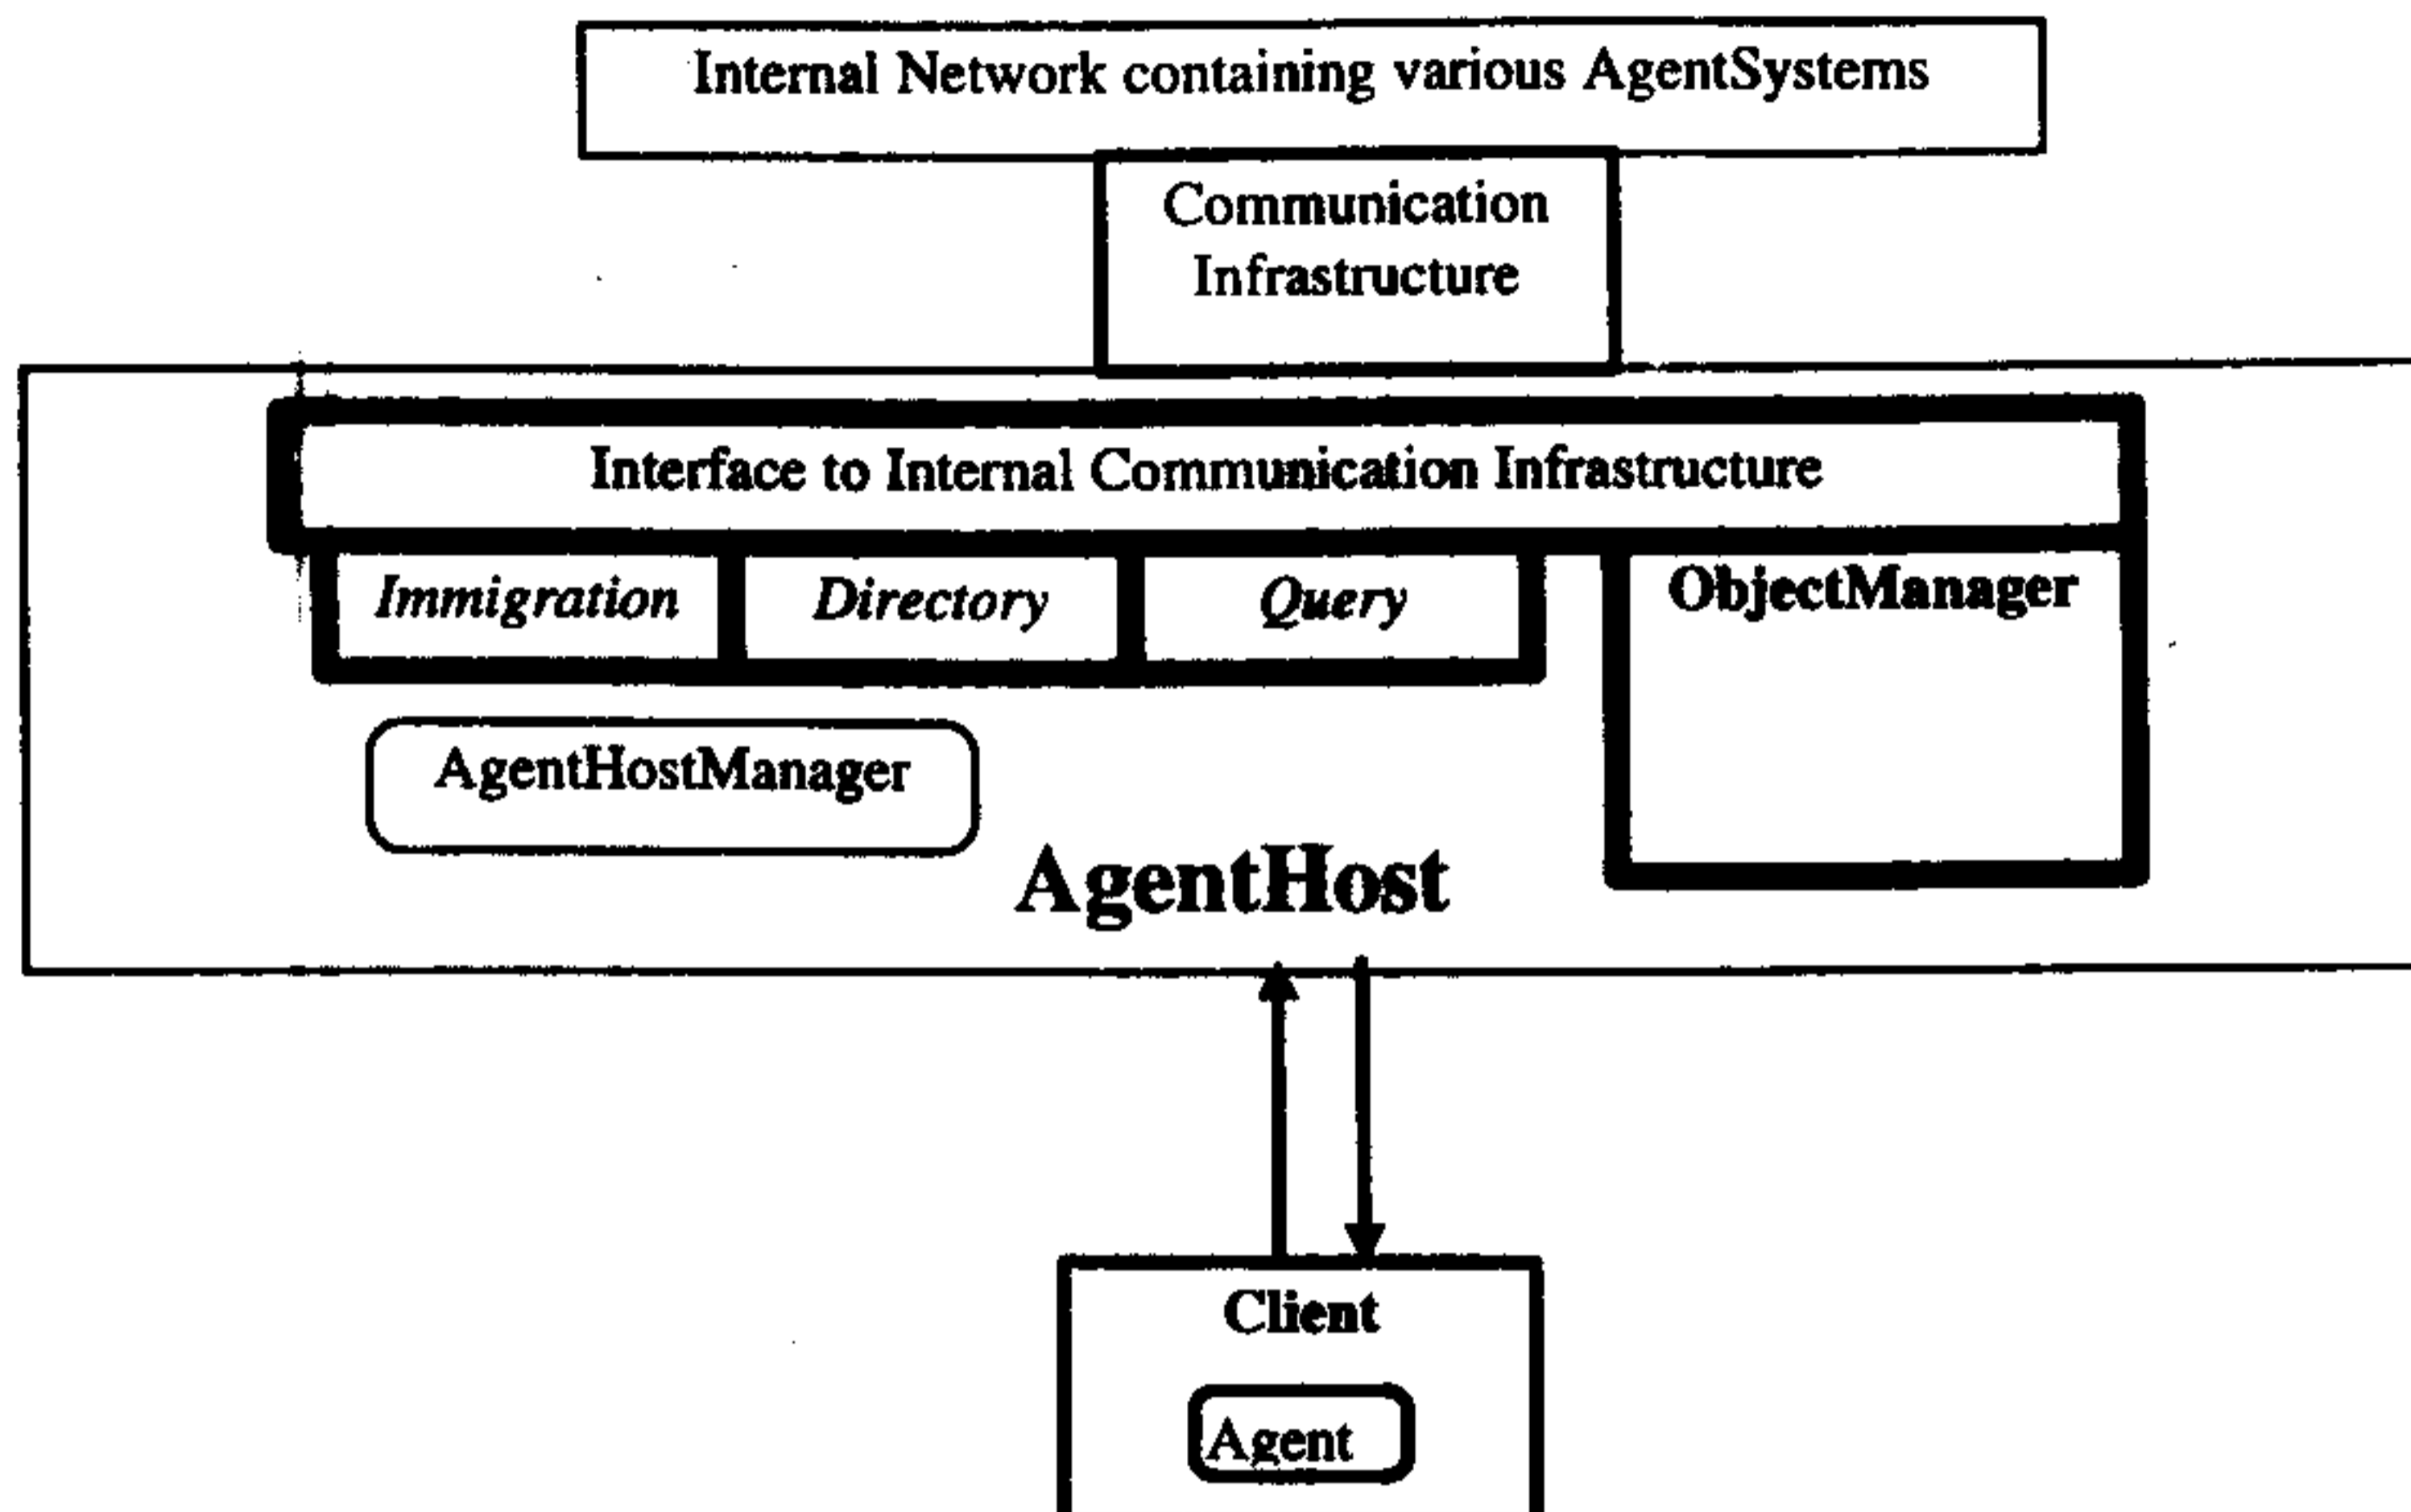 Internal Network containing various AgentSystems
Communication
Infrastructure
Interface to Internal Communication Infrastructure
Immigration
Directory
Query
ObjectManager
AgentHostManager
AgentHost
Client
Agent